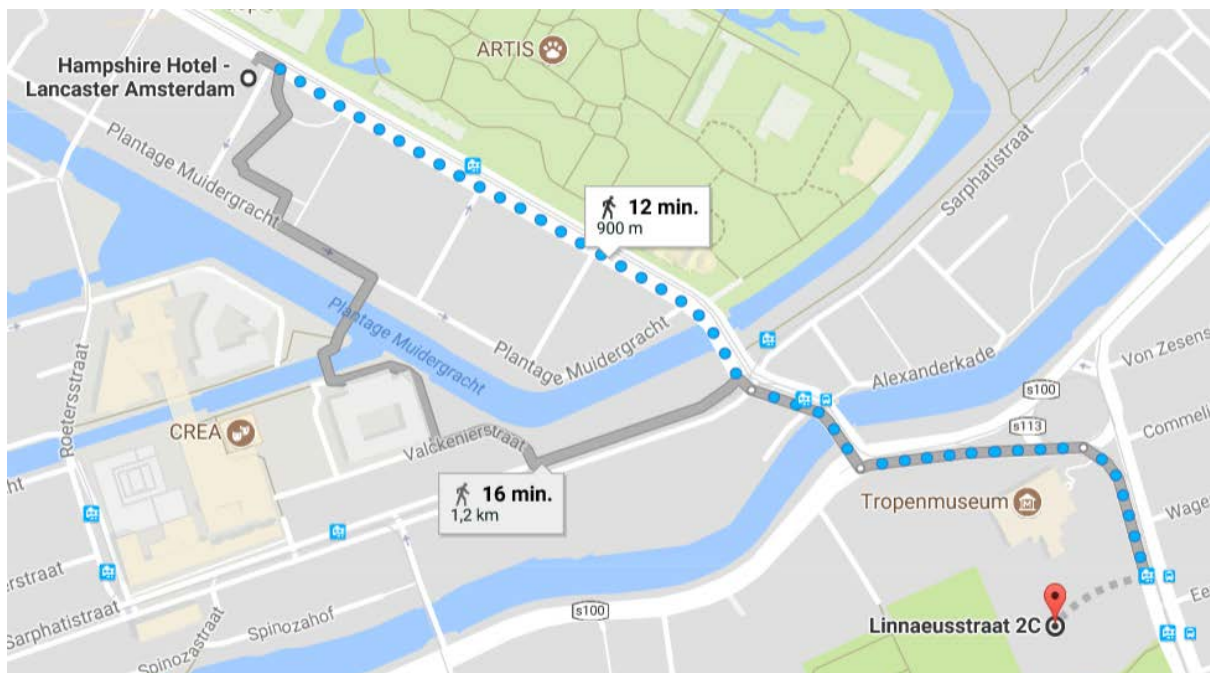 ARTIS
Hampshire Hotel -
Lancaster Amsterdam
Plantage Muidergracht
Sarphatistraat
12 min.
900 m
Plantage Muidergracht
Plantage Muidergracht
Alexanderkade
Von Zesens
s100
s113
Roetersstraat
CREA
Valckenierstraat
Commelin
16 min.
1,2 km
Tropenmuseum
Wage
erstraat
s100
Linnaeusstraat 2C
Ee
Sarphatistraat
Spinozahof
Spinozastraat